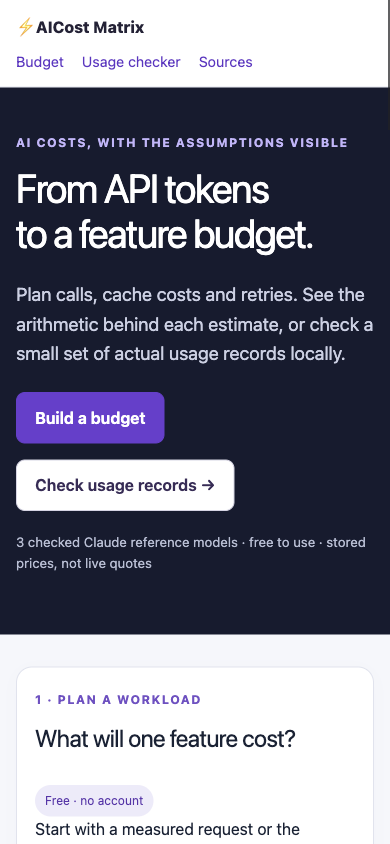 ⚡AICost Matrix
Budget Usage checker Sources
AI COSTS, WITH THE ASSUMPTIONS VISIBLE
From API tokens
to a feature budget.
Plan calls, cache costs and retries. See the
arithmetic behind each estimate, or check a
small set of actual usage records locally.
Build a budget
Check usage records →
3 checked Claude reference models · free to use · stored
prices, not live quotes
1 · PLAN A WORKLOAD
What will one feature cost?
Free · no account
Start with a measured request or the